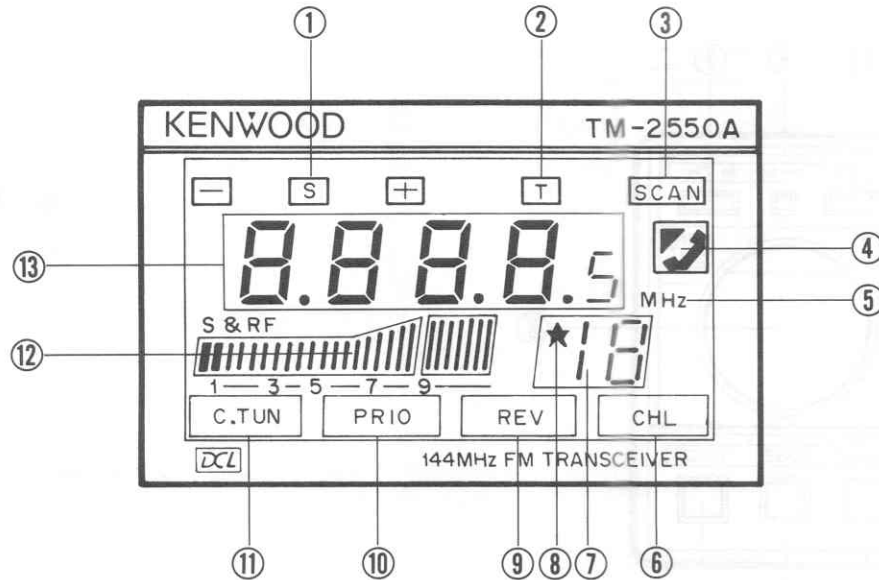 ① ② ③
KENWOOD TM-2550A
− S + T SCAN
④
⑬ 8.8 8.8.5
MHz ⑤
S & RF
⑫ ★18
1 3 5 7 9
C.TUN PRIO REV CHL
DCL 144MHz FM TRANSCEIVER
⑪ ⑩ ⑨ ⑧ ⑦ ⑥